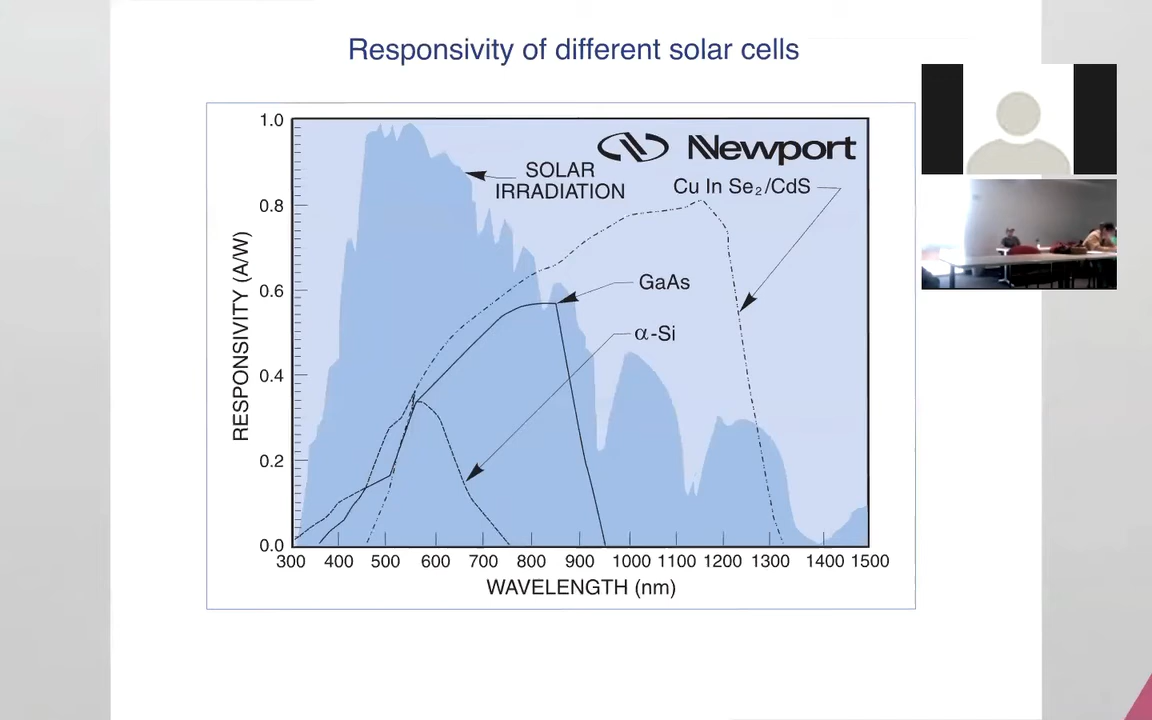 Responsivity of different solar cells
Newport
SOLAR
IRRADIATION
Cu In Se₂/CdS
GaAs
α-Si
RESPONSIVITY (A/W)
1.0
0.8
0.6
0.4
0.2
0.0
300 400 500 600 700 800 900 1000 1100 1200 1300 1400 1500
WAVELENGTH (nm)